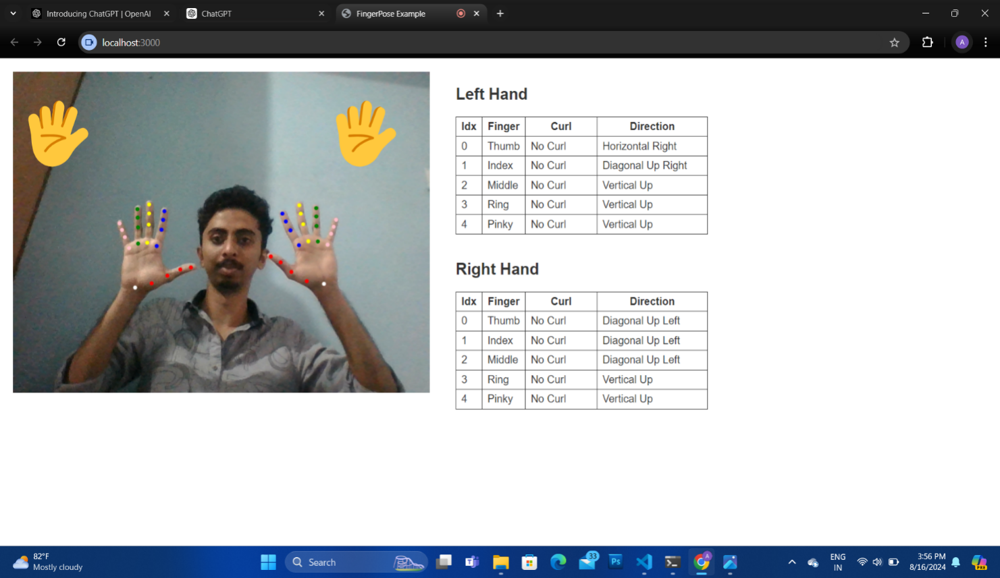 Introducing ChatGPT | OpenAI
ChatGPT
FingerPose Example
localhost:3000
A
Left Hand
Idx Finger Curl Direction
0 Thumb No Curl Horizontal Right
1 Index No Curl Diagonal Up Right
2 Middle No Curl Vertical Up
3 Ring No Curl Vertical Up
4 Pinky No Curl Vertical Up
Right Hand
Idx Finger Curl Direction
0 Thumb No Curl Diagonal Up Left
1 Index No Curl Diagonal Up Left
2 Middle No Curl Diagonal Up Left
3 Ring No Curl Vertical Up
4 Pinky No Curl Vertical Up
82°F
Mostly cloudy
Search
33
Ps
A
ENG
IN
3:56 PM
8/16/2024
PRE